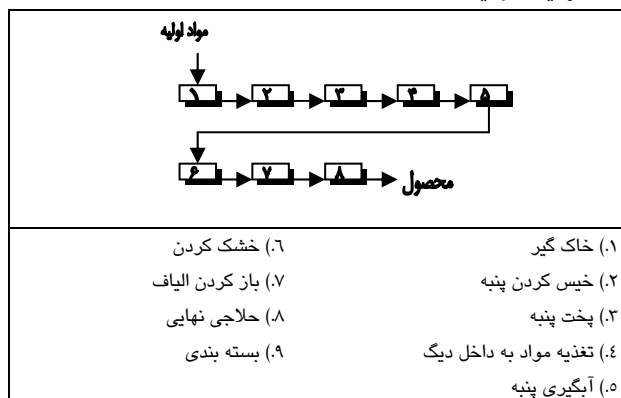 مواد اولیه
۱ ۲ ۳ ۴ ۵
۶ ۷ ۸ محصول
۱.) خاک گیر
۲.) خیس کردن پنبه
۳.) پخت پنبه
۴.) تغذیه مواد به داخل دیگ
۵.) آبگیری پنبه
۶.) خشک کردن
۷.) باز کردن الیاف
۸.) حلاجی نهایی
۹.) بسته بندی